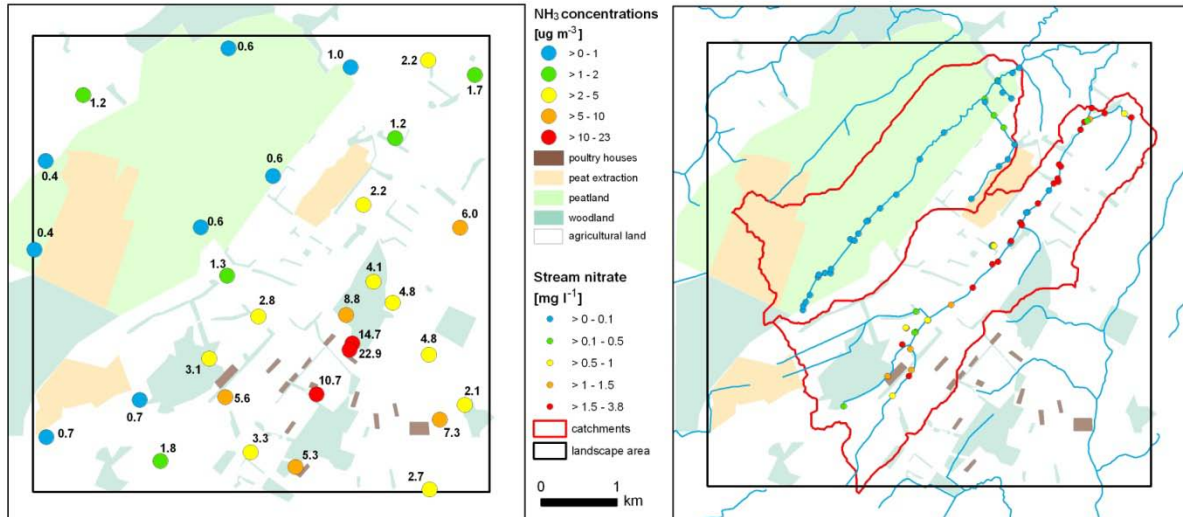 NH3 concentrations
[ug m-3]
> 0 - 1
> 1 - 2
> 2 - 5
> 5 - 10
> 10 - 23
poultry houses
peat extraction
peatland
woodland
agricultural land
Stream nitrate
[mg l-1]
> 0 - 0.1
> 0.1 - 0.5
> 0.5 - 1
> 1 - 1.5
> 1.5 - 3.8
catchments
landscape area
0 1
km
0.6
1.0
2.2
1.7
1.2
1.2
0.4
0.6
2.2
6.0
0.6
0.4
1.3
4.1
4.8
2.8
8.8
14.7
22.9
4.8
3.1
10.7
5.6
0.7
2.1
7.3
0.7
1.8
3.3
5.3
2.7